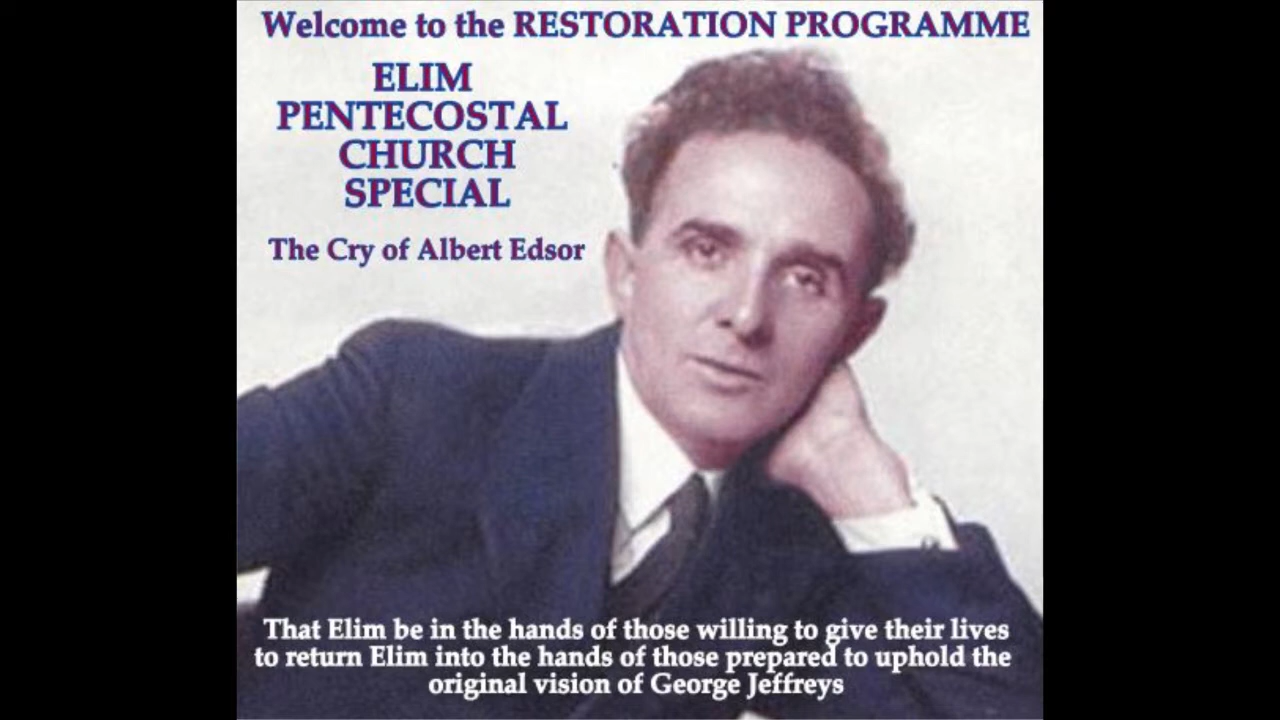 Welcome to the RESTORATION PROGRAMME
ELIM
PENTECOSTAL
CHURCH
SPECIAL
The Cry of Albert Edsor
That Elim be in the hands of those willing to give their lives
to return Elim into the hands of those prepared to uphold the
original vision of George Jeffreys